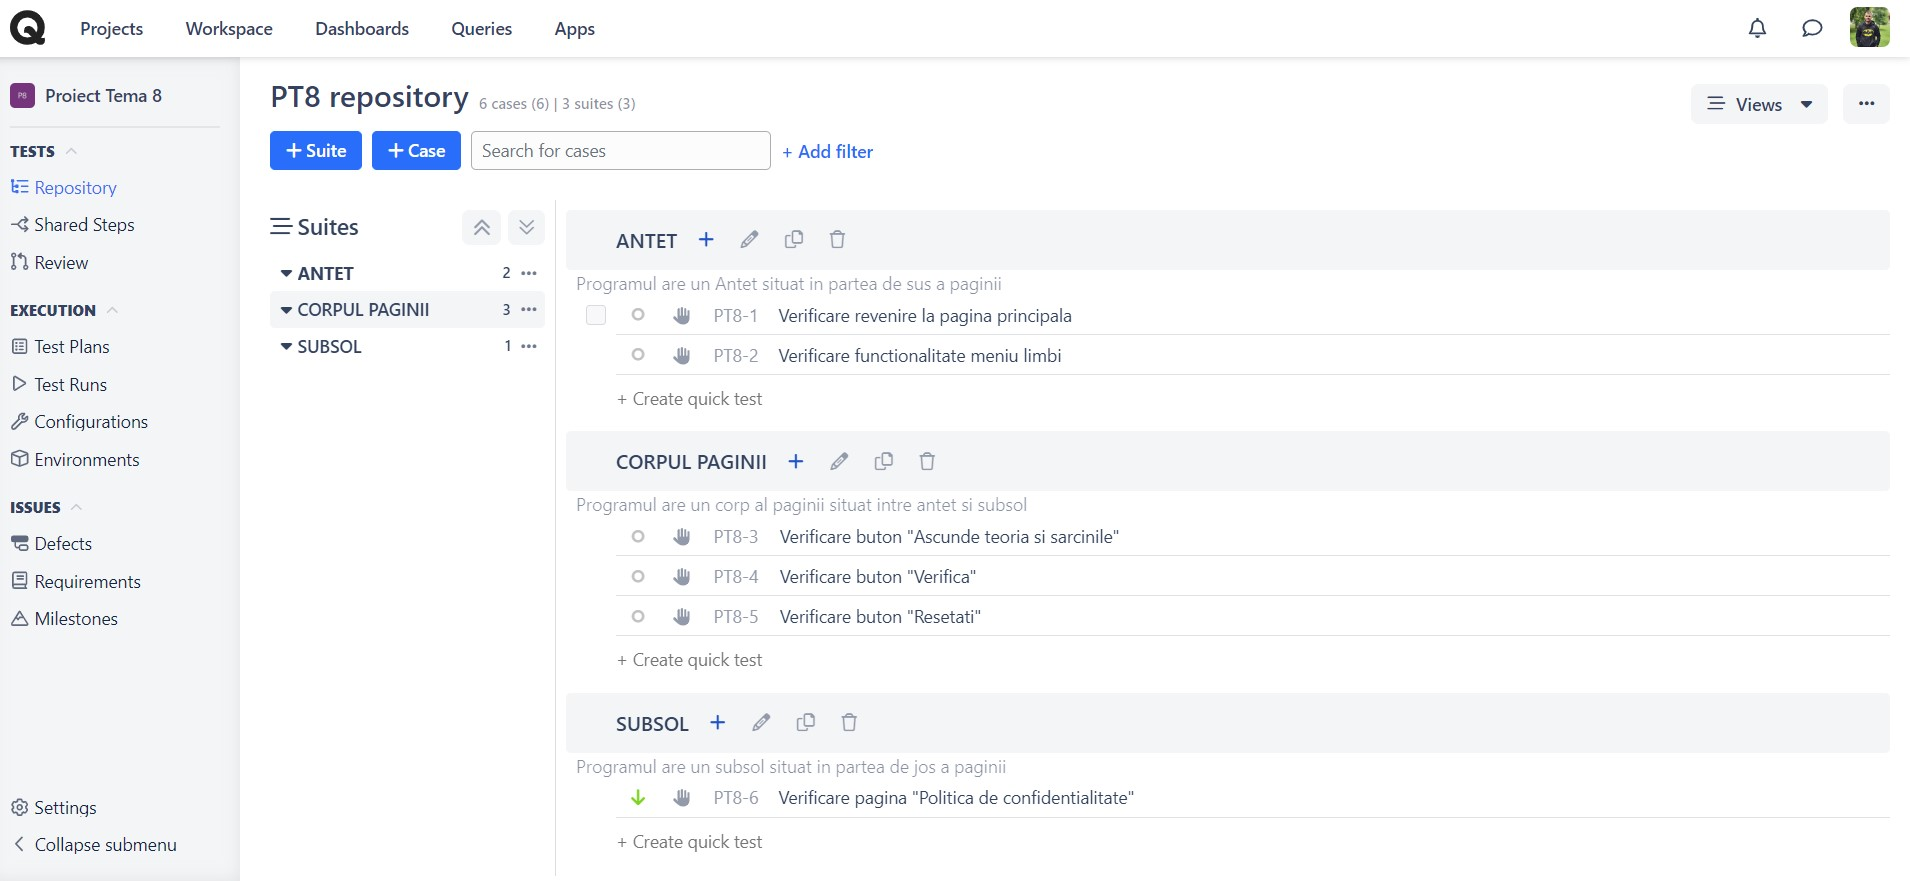 Projects
Workspace
Dashboards
Queries
Apps
P8 Proiect Tema 8
TESTS
Repository
Shared Steps
Review
EXECUTION
Test Plans
Test Runs
Configurations
Environments
ISSUES
Defects
Requirements
Milestones
Settings
Collapse submenu
PT8 repository 6 cases (6) | 3 suites (3)
Views
+ Suite
+ Case
Search for cases
+ Add filter
Suites
ANTET 2
CORPUL PAGINII 3
SUBSOL 1
ANTET
Programul are un Antet situat in partea de sus a paginii
PT8-1 Verificare revenire la pagina principala
PT8-2 Verificare functionalitate meniu limbi
+ Create quick test
CORPUL PAGINII
Programul are un corp al paginii situat intre antet si subsol
PT8-3 Verificare buton "Ascunde teoria si sarcinile"
PT8-4 Verificare buton "Verifica"
PT8-5 Verificare buton "Resetati"
+ Create quick test
SUBSOL
Programul are un subsol situat in partea de jos a paginii
PT8-6 Verificare pagina "Politica de confidentialitate"
+ Create quick test